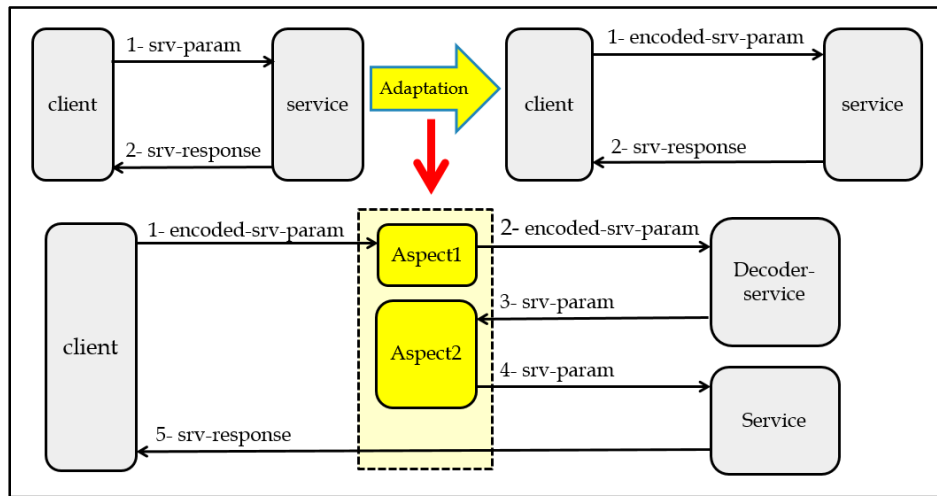 1- srv-param
client
service
2- srv-response
Adaptation
1- encoded-srv-param
client
service
2- srv-response
1- encoded-srv-param
Aspect1
2- encoded-srv-param
Decoder-
service
3- srv-param
client
Aspect2
4- srv-param
Service
5- srv-response